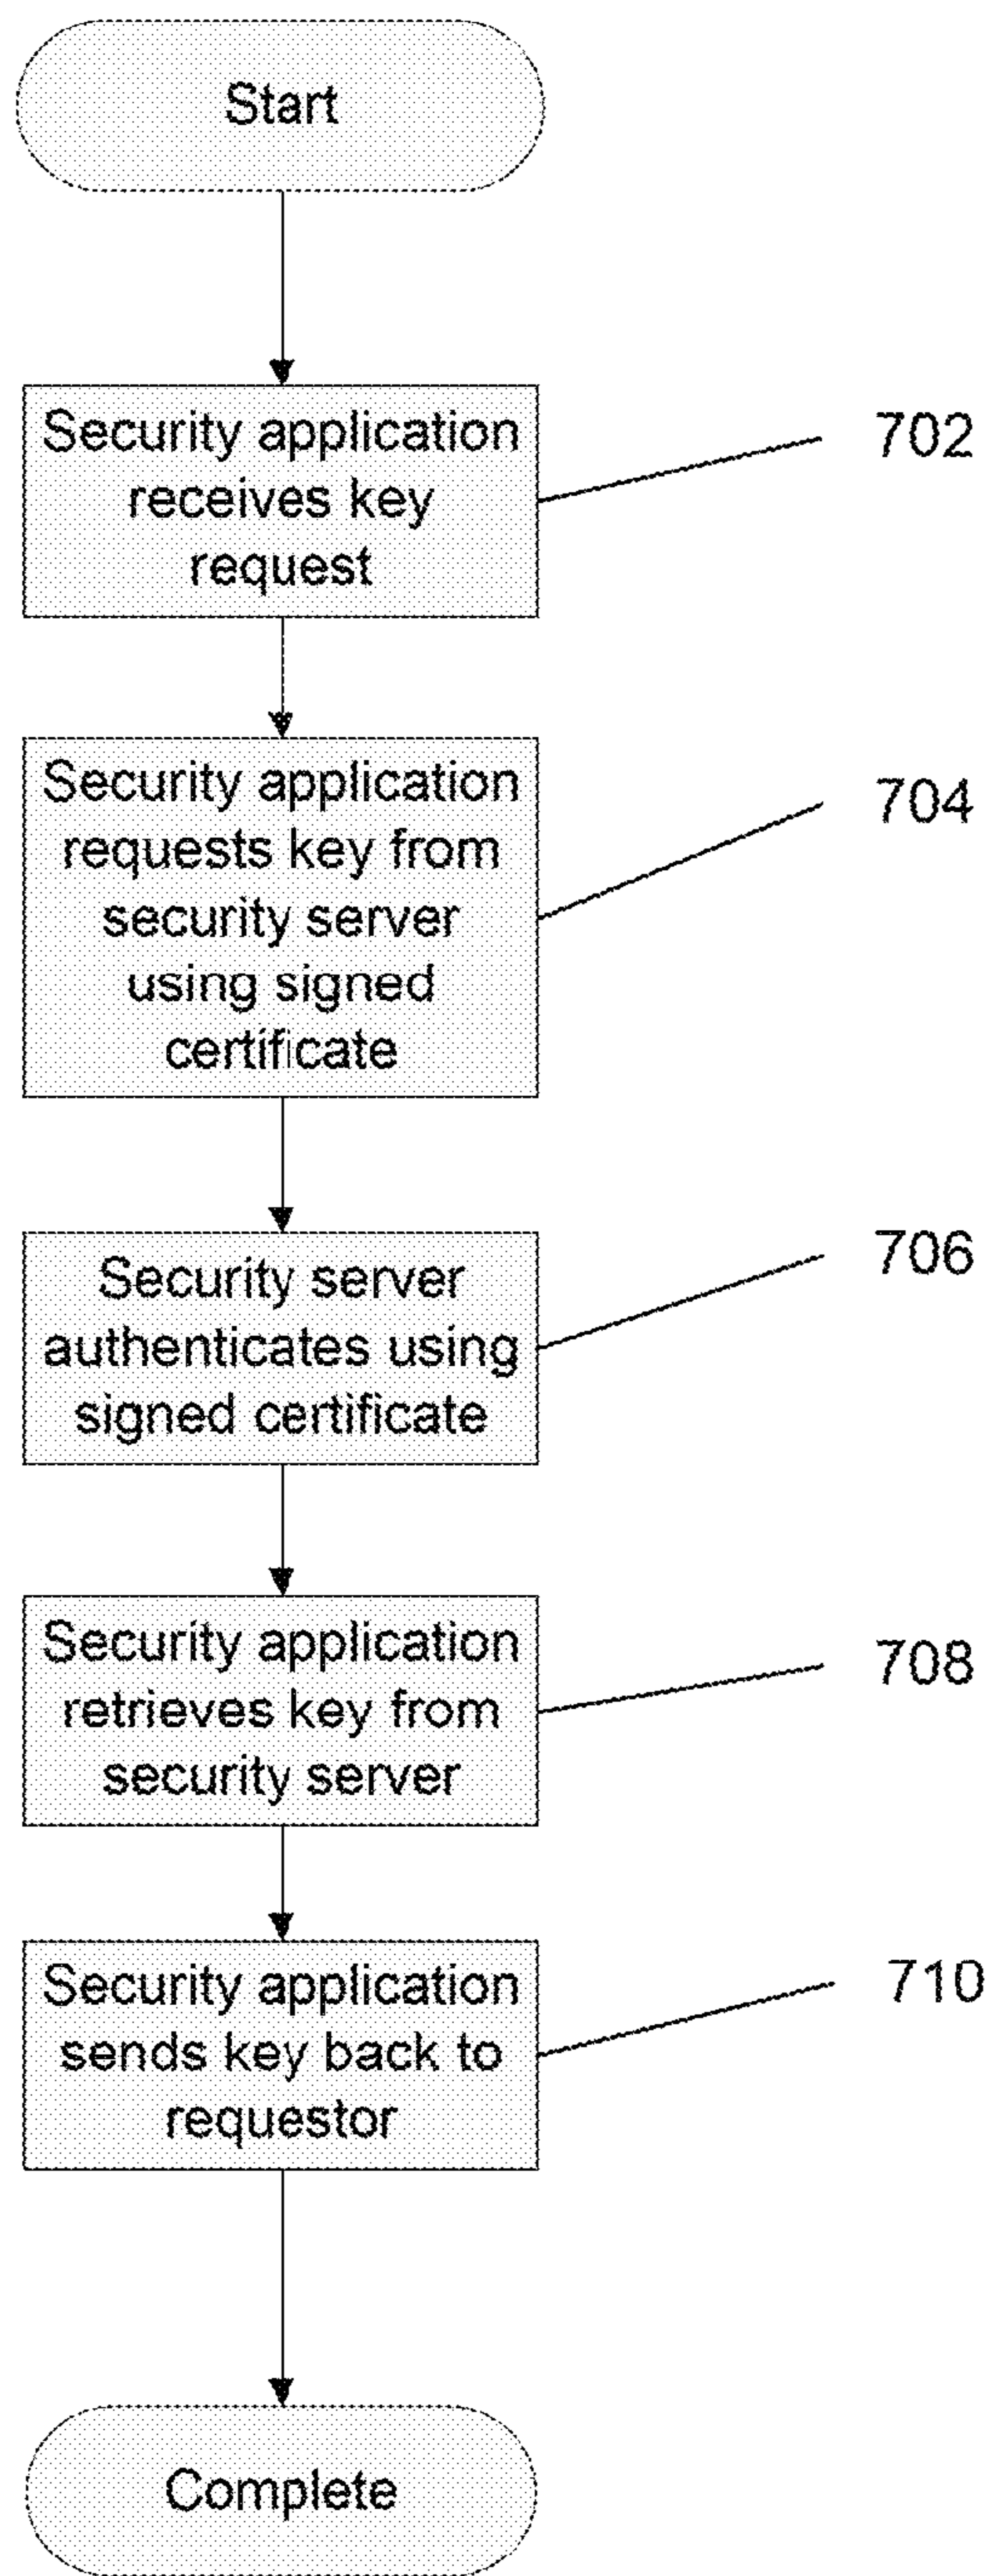 Start
Security application
receives key
request
702
Security application
requests key from
security server
using signed
certificate
704
Security server
authenticates using
signed certificate
706
Security application
retrieves key from
security server
708
Security application
sends key back to
requestor
710
Complete